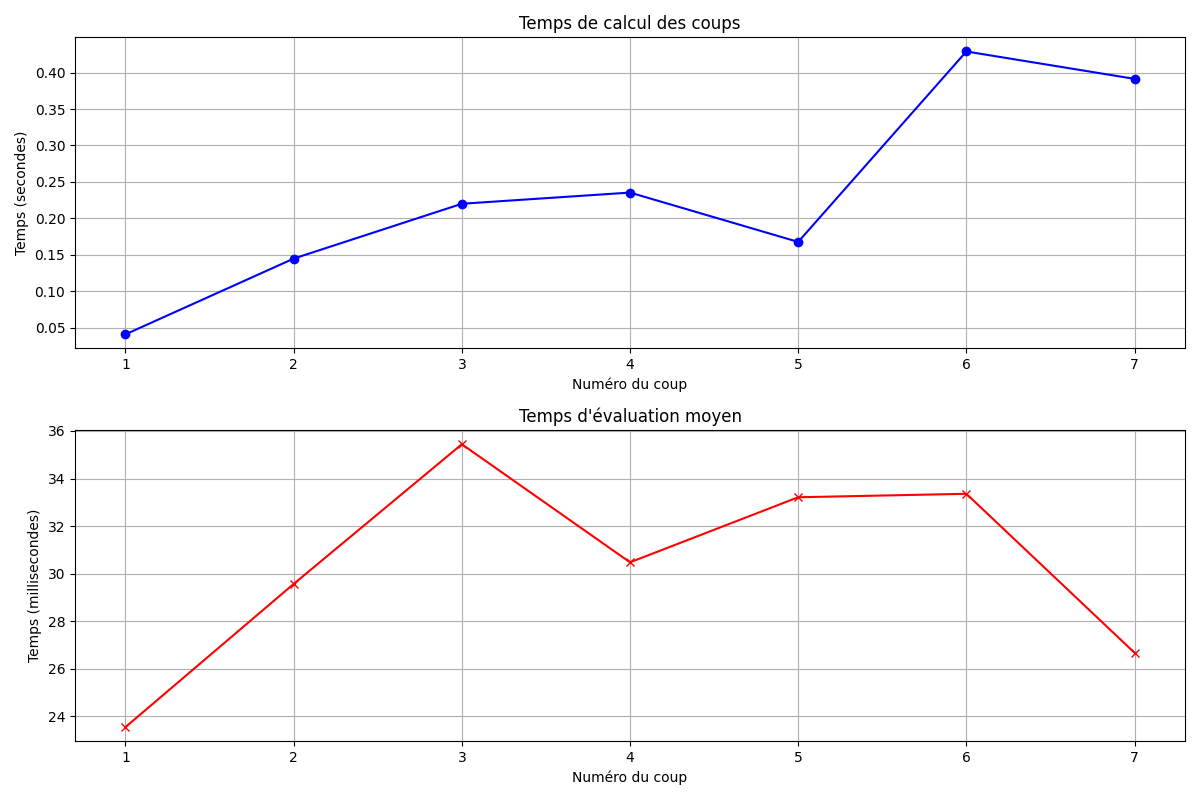 Temps de calcul des coups
Temps (secondes)
0.40
0.35
0.30
0.25
0.20
0.15
0.10
0.05
1 2 3 4 5 6 7
Numéro du coup
Temps d'évaluation moyen
Temps (millisecondes)
36
34
32
30
28
26
24
1 2 3 4 5 6 7
Numéro du coup